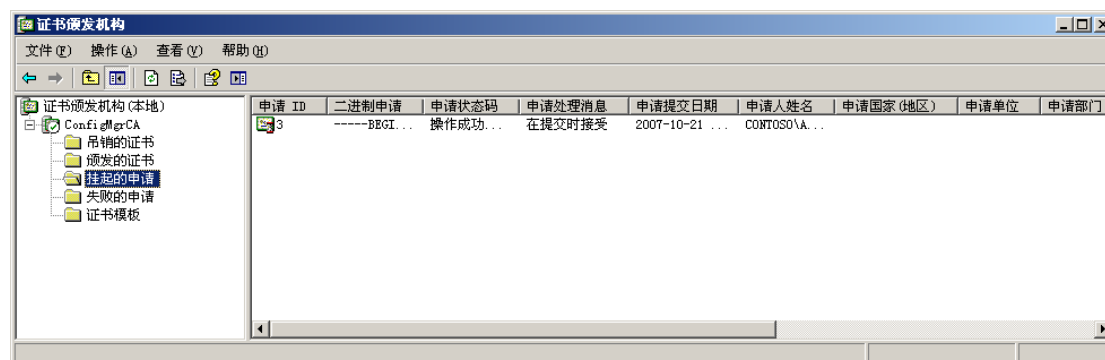 证书颁发机构
文件(F) 操作(A) 查看(V) 帮助(H)
证书颁发机构(本地)
ConfigMgrCA
吊销的证书
颁发的证书
挂起的申请
失败的申请
证书模板
申请 ID 二进制申请 申请状态码 申请处理消息 申请提交日期 申请人姓名 申请国家(地区) 申请单位 申请部门
3 -----BEGI... 操作成功... 在提交时接受 2007-10-21 ... CONTOSO\A...